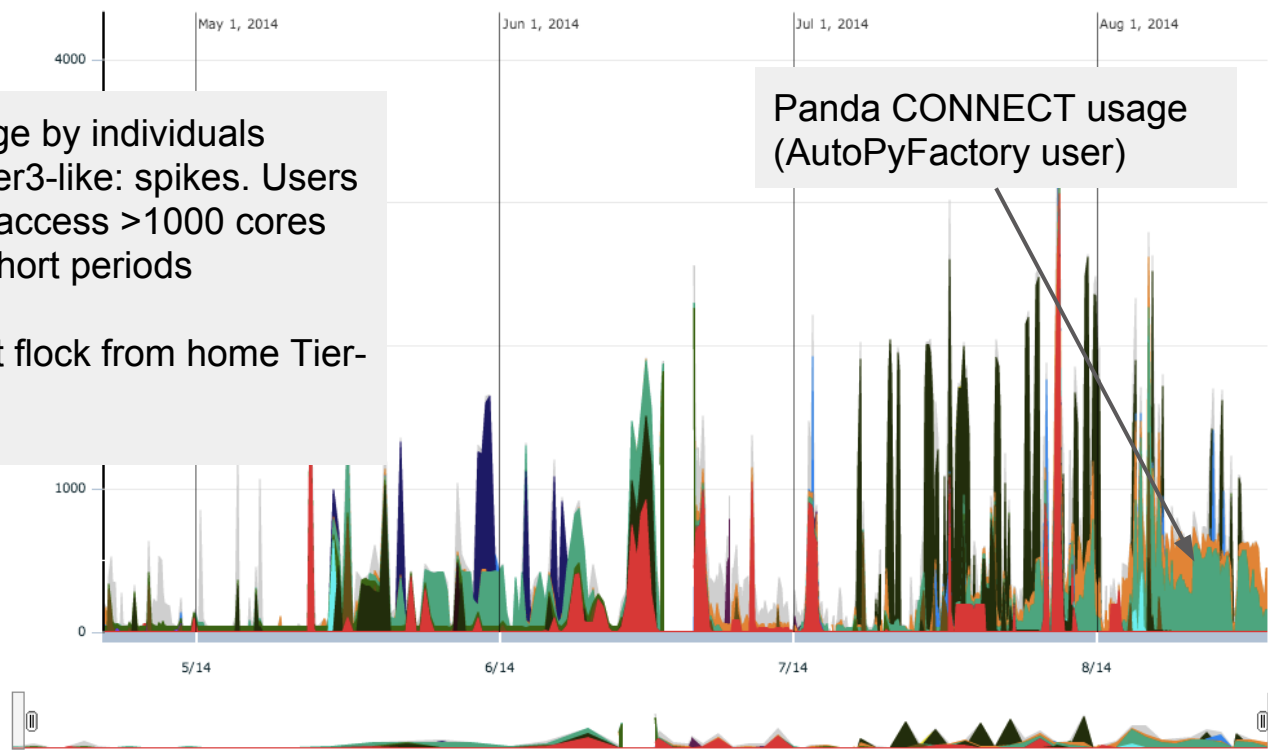 May 1, 2014
Jun 1, 2014
Jul 1, 2014
Aug 1, 2014
4000
ge by individuals
er3-like: spikes. Users
access >1000 cores
hort periods
t flock from home Tier-
Panda CONNECT usage
(AutoPyFactory user)
1000
0
5/14
6/14
7/14
8/14